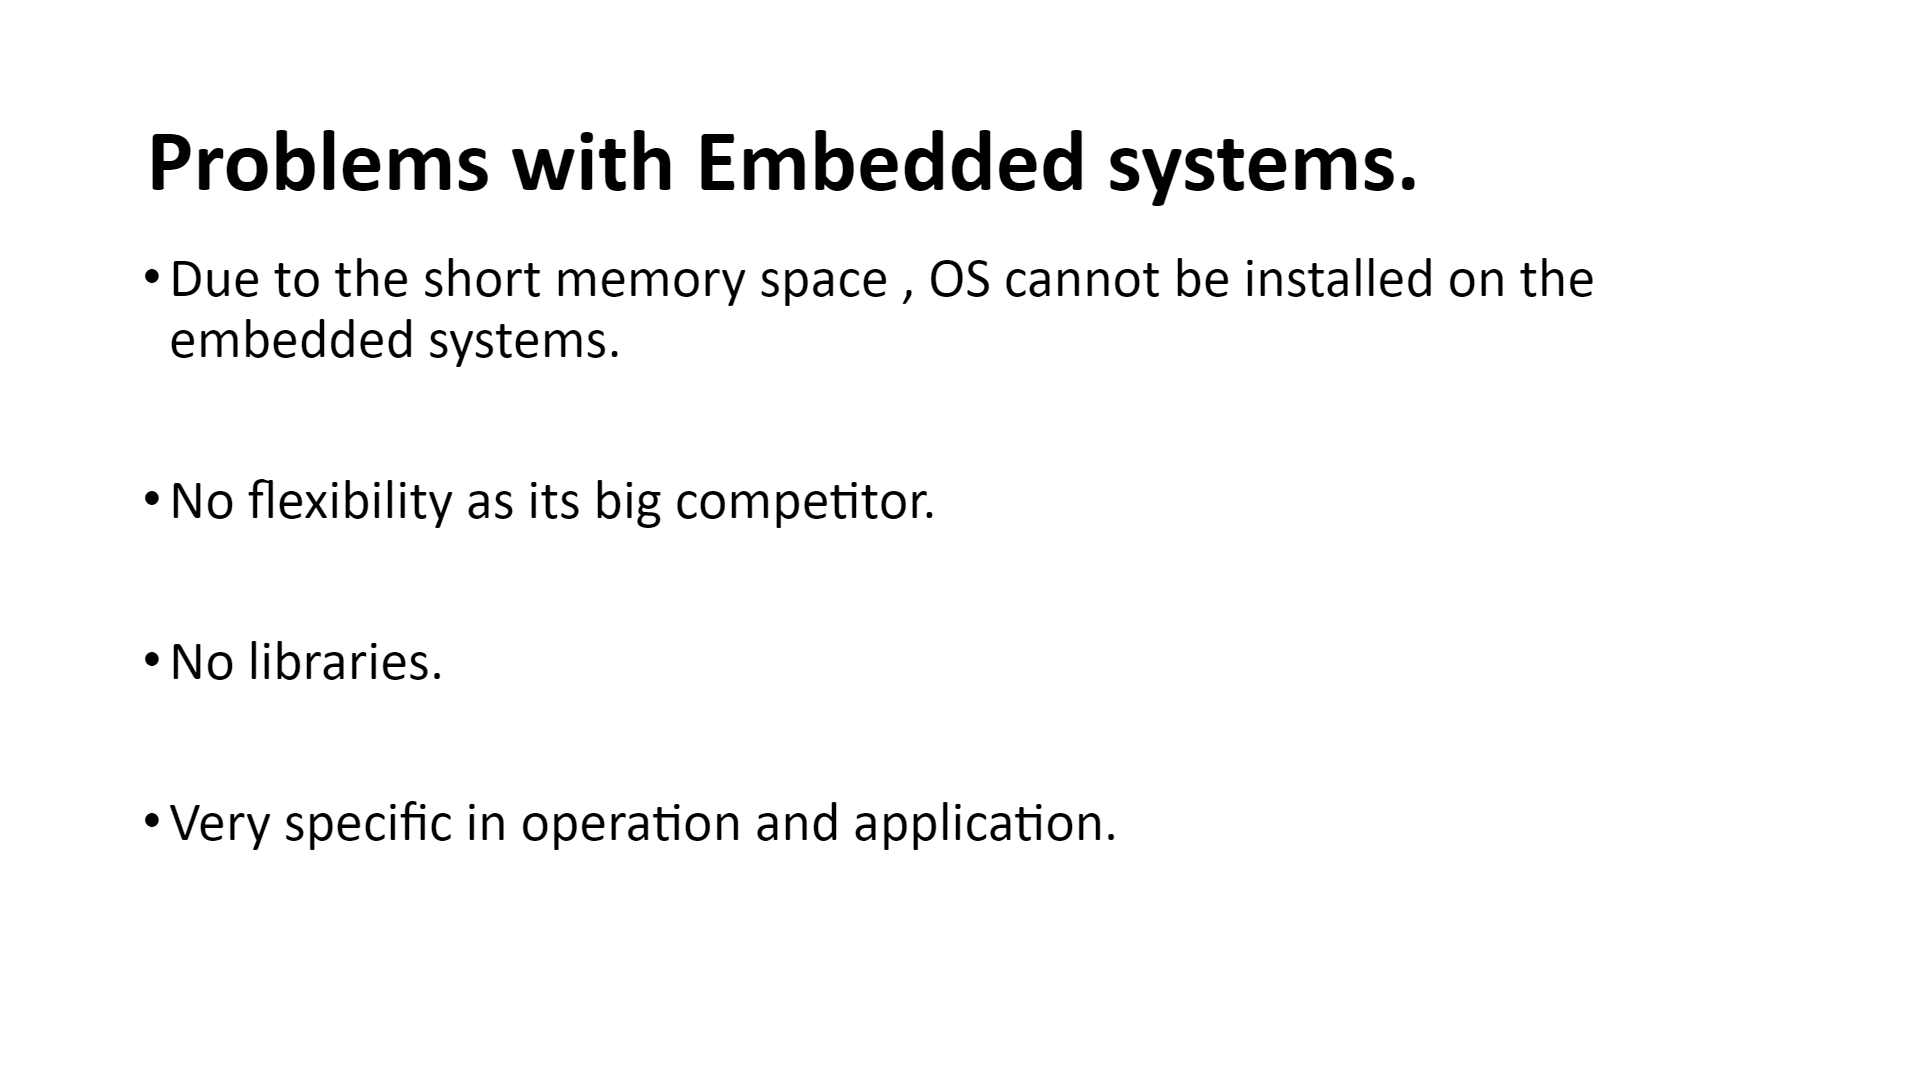 Problems with Embedded systems.
• Due to the short memory space , OS cannot be installed on the
embedded systems.
• No flexibility as its big competitor.
• No libraries.
• Very specific in operation and application.